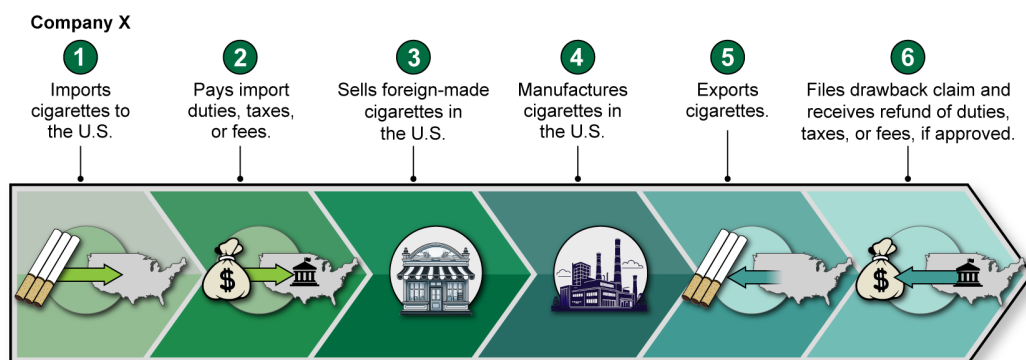 Company X
1
Imports
cigarettes to
the U.S.
2
Pays import
duties, taxes,
or fees.
3
Sells foreign-made
cigarettes in
the U.S.
4
Manufactures
cigarettes in
the U.S.
5
Exports
cigarettes.
6
Files drawback claim and
receives refund of duties,
taxes, or fees, if approved.
$
$